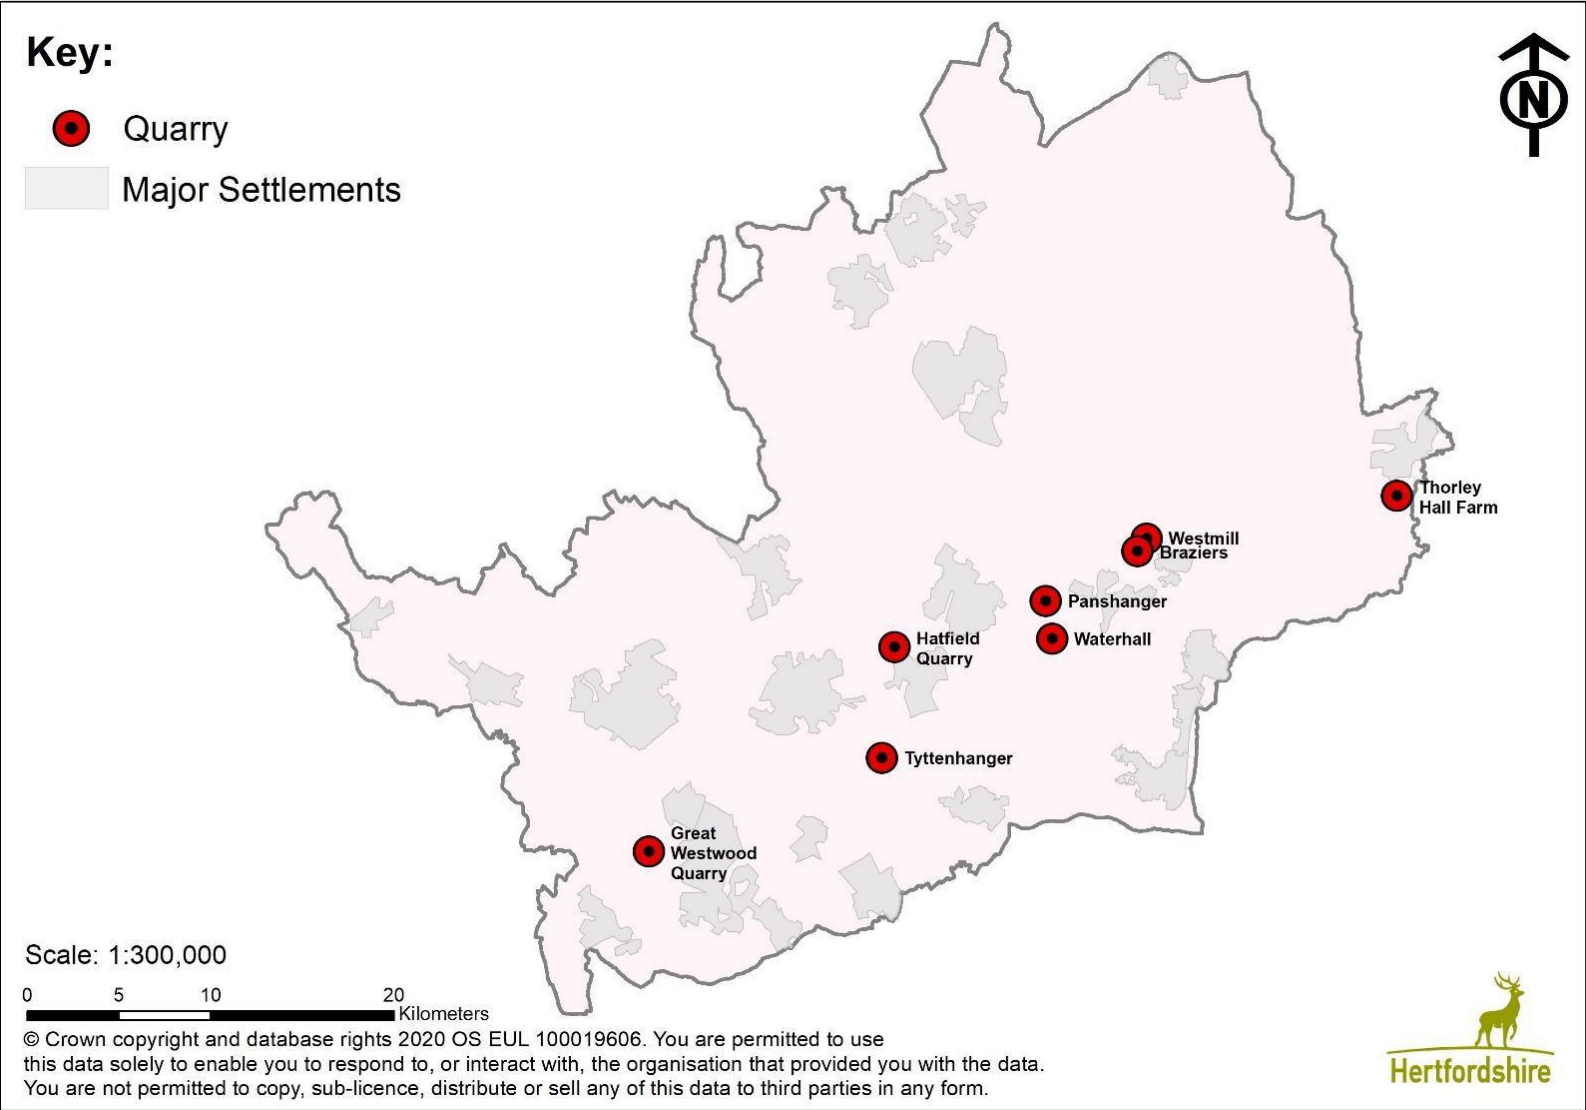 Key:
Quarry
Major Settlements
N
Thorley
Hall Farm
Westmill
Braziers
Panshanger
Waterhall
Hatfield
Quarry
Tyttenhanger
Great
Westwood
Quarry
Scale: 1:300,000
0 5 10 20
Kilometers
© Crown copyright and database rights 2020 OS EUL 100019606. You are permitted to use
this data solely to enable you to respond to, or interact with, the organisation that provided you with the data.
You are not permitted to copy, sub-licence, distribute or sell any of this data to third parties in any form.
Hertfordshire